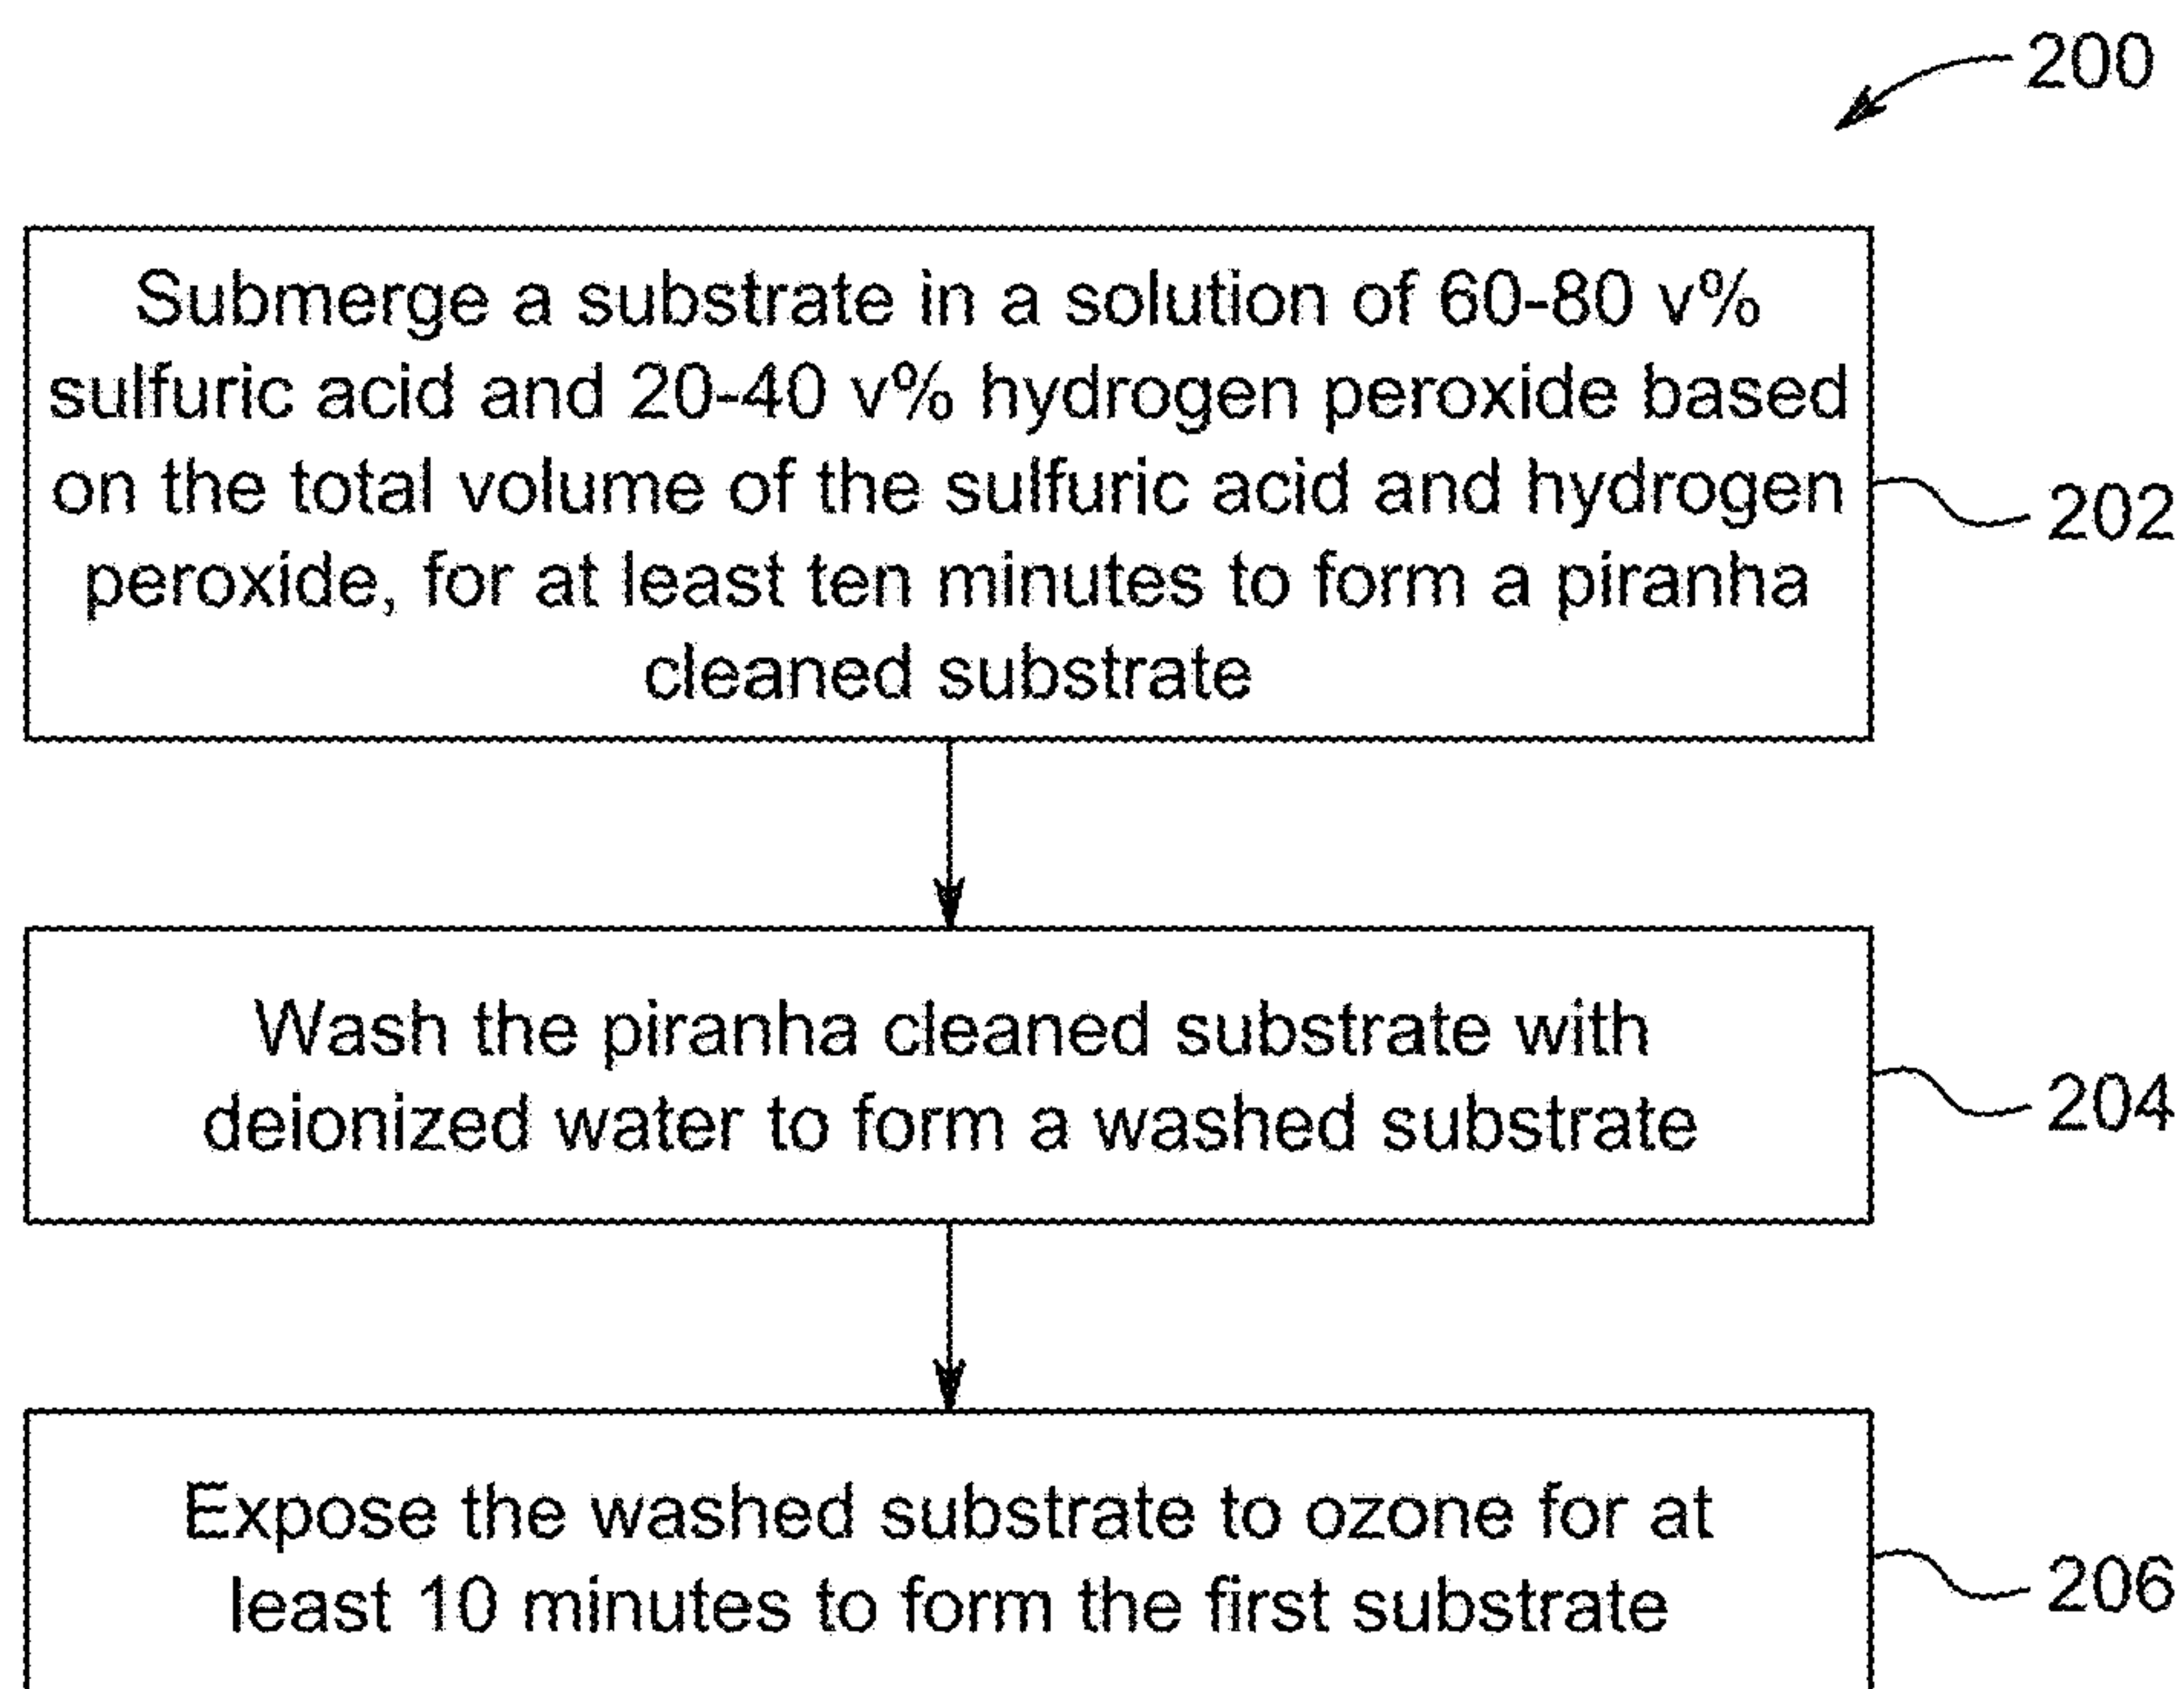 200
Submerge a substrate in a solution of 60-80 v%
sulfuric acid and 20-40 v% hydrogen peroxide based
on the total volume of the sulfuric acid and hydrogen
peroxide, for at least ten minutes to form a piranha
cleaned substrate
202
Wash the piranha cleaned substrate with
deionized water to form a washed substrate
204
Expose the washed substrate to ozone for at
least 10 minutes to form the first substrate
206